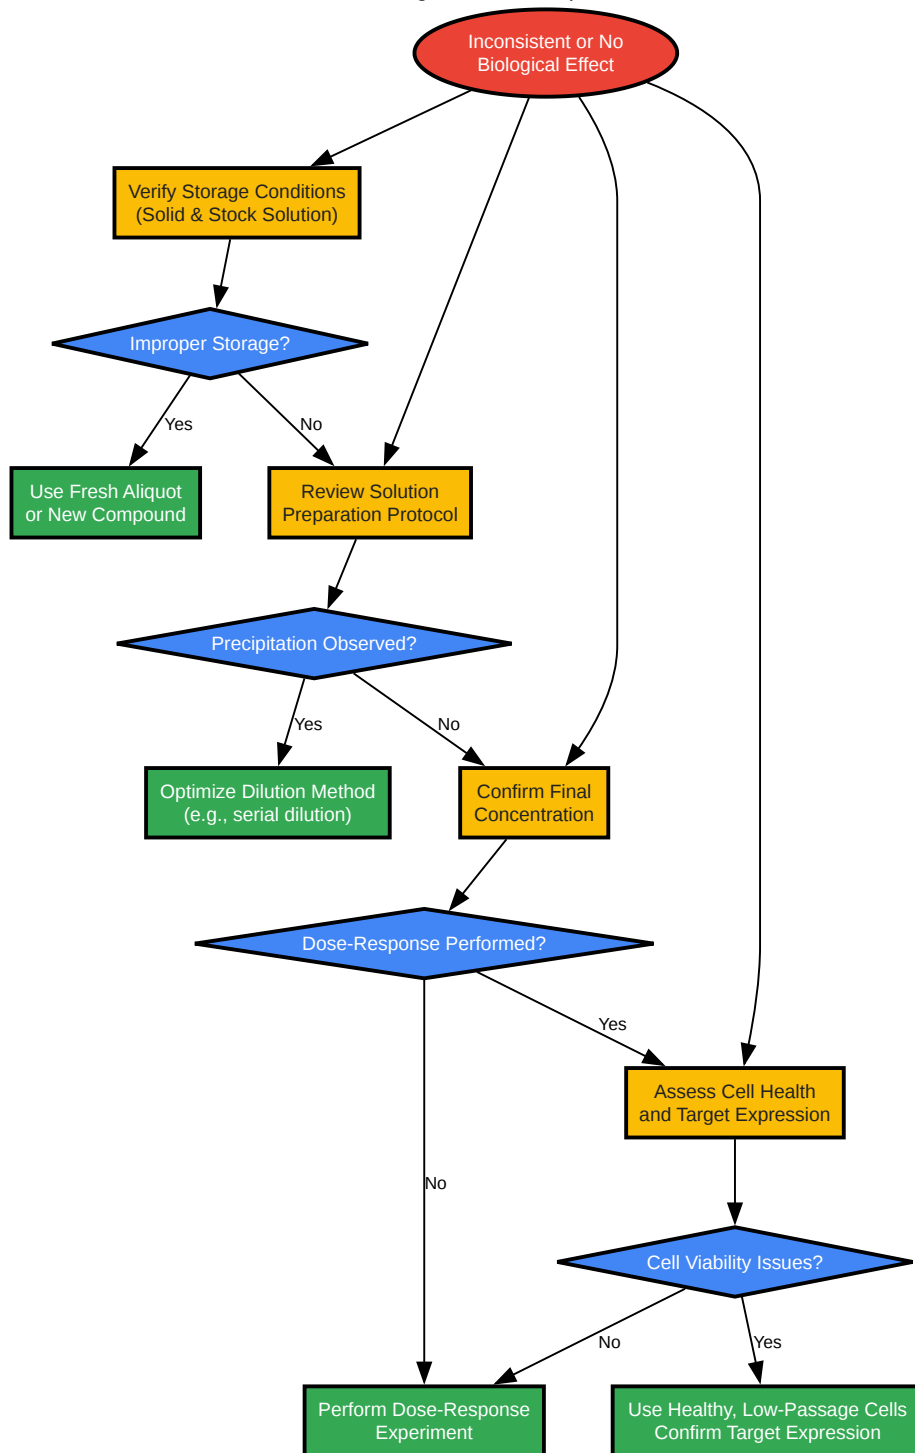 Inconsistent or No
Biological Effect
Verify Storage Conditions
(Solid & Stock Solution)
Improper Storage?
Yes
No
Use Fresh Aliquot
or New Compound
Review Solution
Preparation Protocol
Precipitation Observed?
Yes
No
Optimize Dilution Method
(e.g., serial dilution)
Confirm Final
Concentration
Dose-Response Performed?
Yes
Assess Cell Health
and Target Expression
No
Cell Viability Issues?
No
Yes
Perform Dose-Response
Experiment
Use Healthy, Low-Passage Cells
Confirm Target Expression